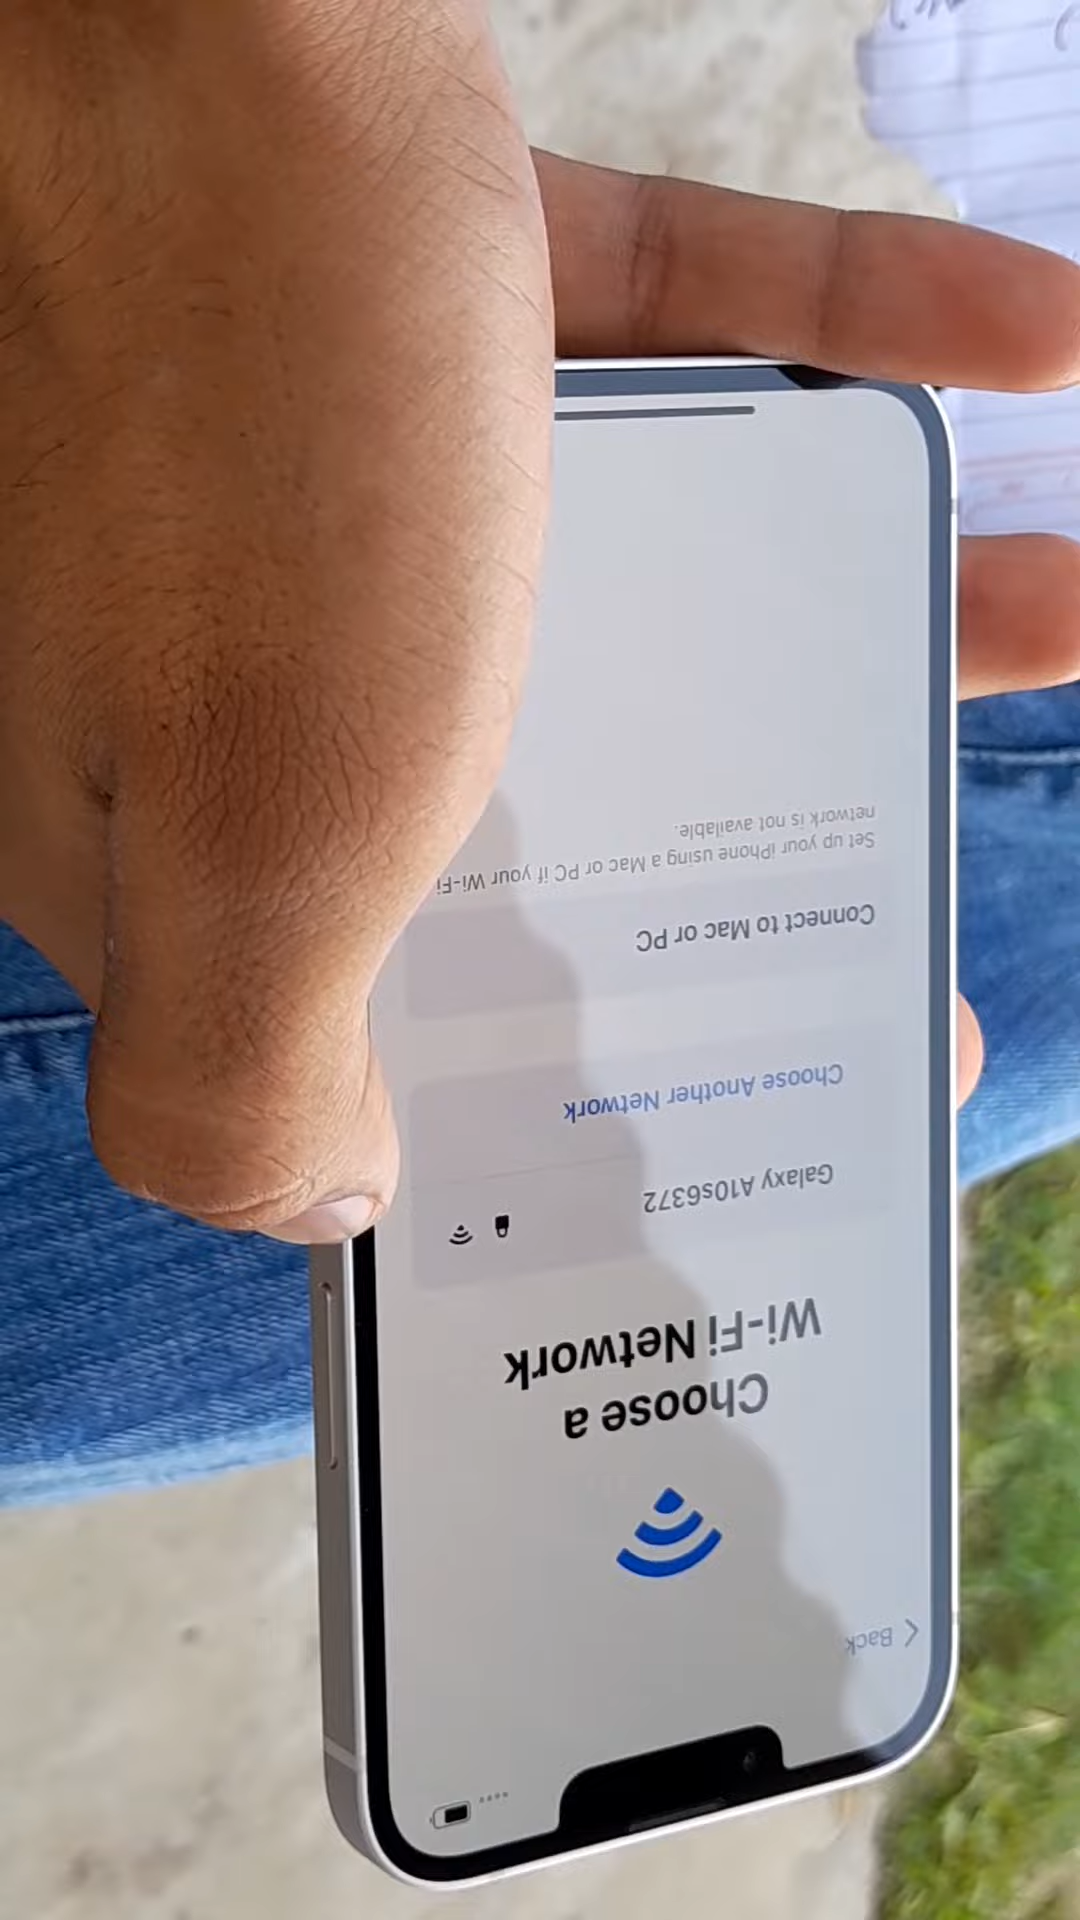 Back
Choose a
Wi-Fi Network
Galaxy A10s6372
Choose Another Network
Connect to Mac or PC
Set up your iPhone using a Mac or PC if your Wi-Fi
network is not available.